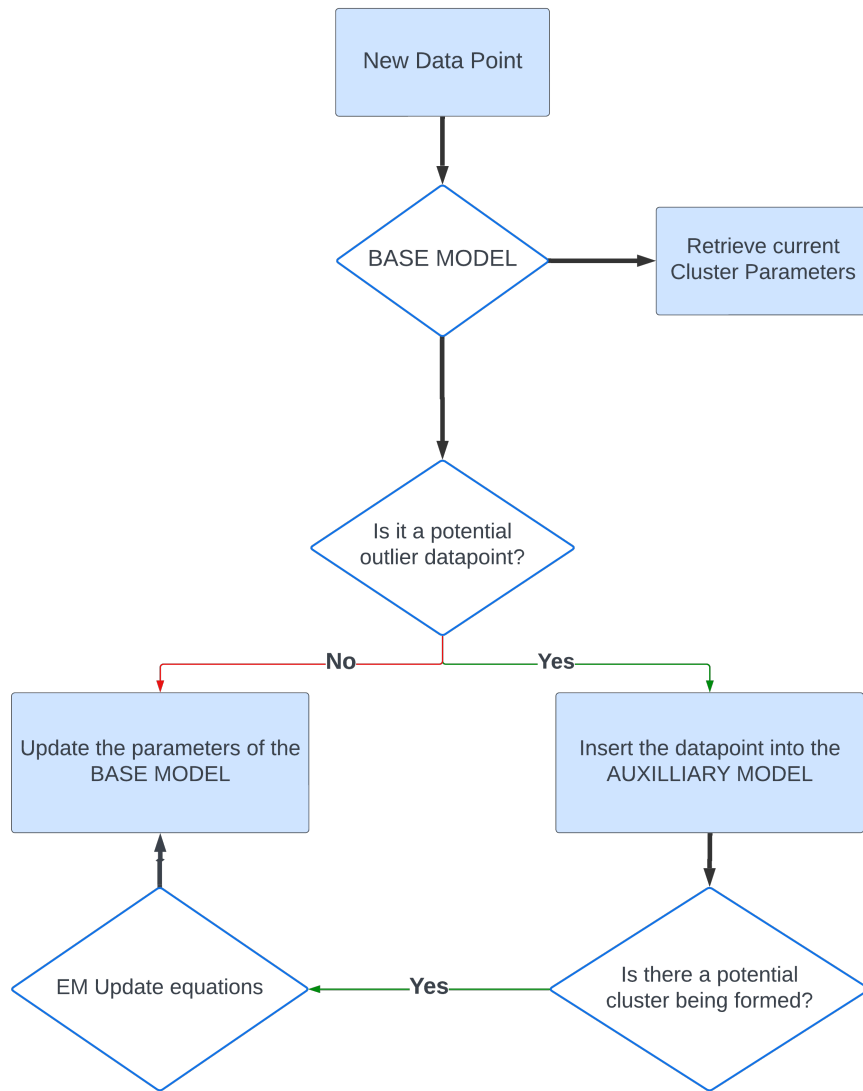 New Data Point
BASE MODEL
Retrieve current
Cluster Parameters
Is it a potential
outlier datapoint?
No
Yes
Update the parameters of the
BASE MODEL
Insert the datapoint into the
AUXILLIARY MODEL
EM Update equations
Yes
Is there a potential
cluster being formed?